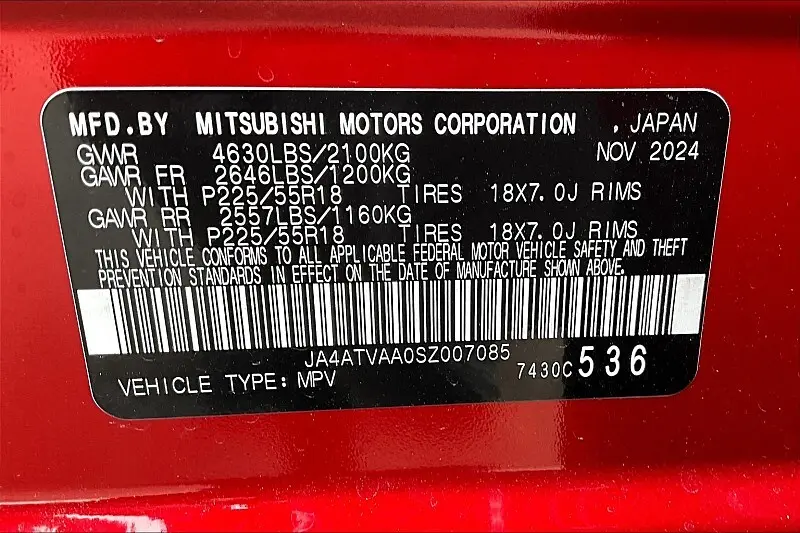 MFD.BY MITSUBISHI MOTORS CORPORATION , JAPAN
GVWR 4630LBS/2100KG NOV 2024
GAWR FR 2646LBS/1200KG
WITH P225/55R18 TIRES 18X7.0J RIMS
GAWR RR 2557LBS/1160KG
WITH P225/55R18 TIRES 18X7.0J RIMS
THIS VEHICLE CONFORMS TO ALL APPLICABLE FEDERAL MOTOR VEHICLE SAFETY AND THEFT
PREVENTION STANDARDS IN EFFECT ON THE DATE OF MANUFACTURE SHOWN ABOVE.
JA4ATVAA0SZ007085
VEHICLE TYPE: MPV 7430C 536